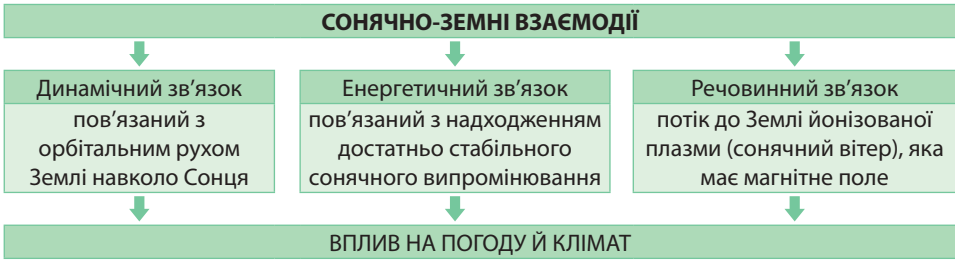 СОНЯЧНО-ЗЕМНІ ВЗАЄМОДІЇ
Динамічний зв’язок
пов’язаний з
орбітальним рухом
Землі навколо Сонця
Енергетичний зв’язок
пов’язаний з надходженням
достатньо стабільного
сонячного випромінювання
Речовинний зв’язок
потік до Землі йонізованої
плазми (сонячний вітер), яка
має магнітне поле
ВПЛИВ НА ПОГОДУ Й КЛІМАТ